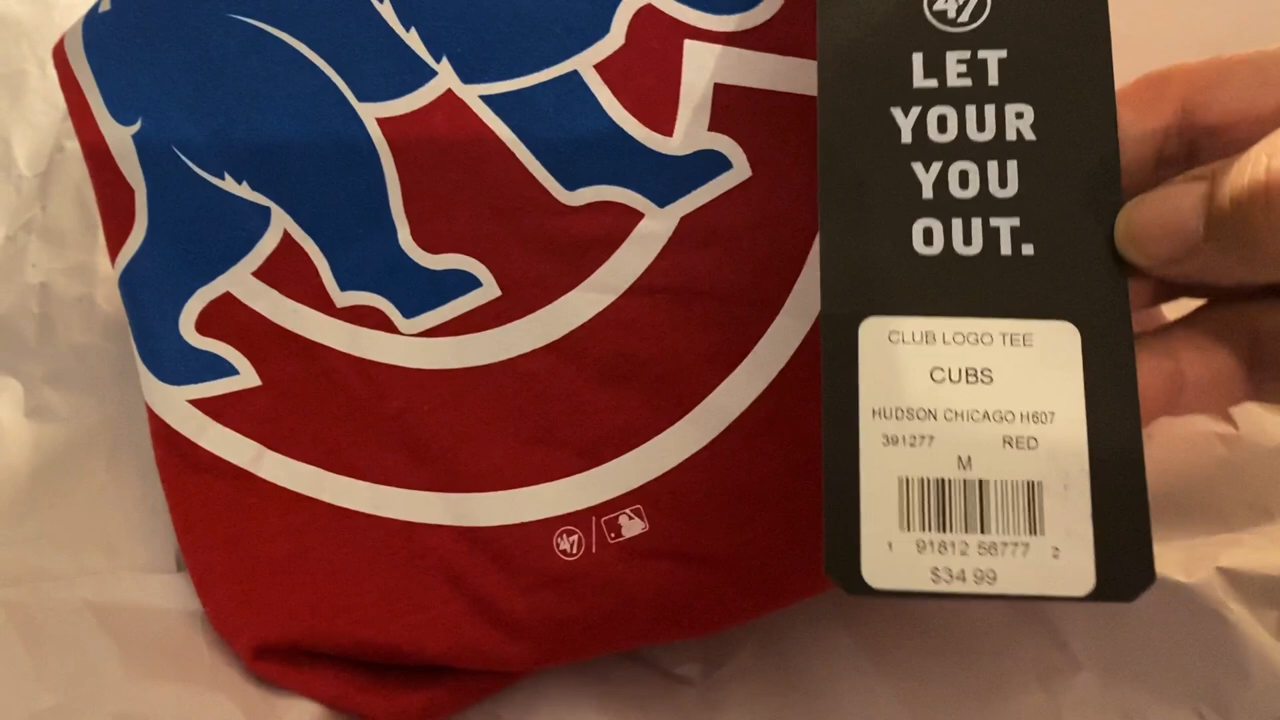 47
LET
YOUR
YOU
OUT.
CLUB LOGO TEE
CUBS
HUDSON CHICAGO H607
391277 RED
M
1 91812 56777 2
$34.99
47